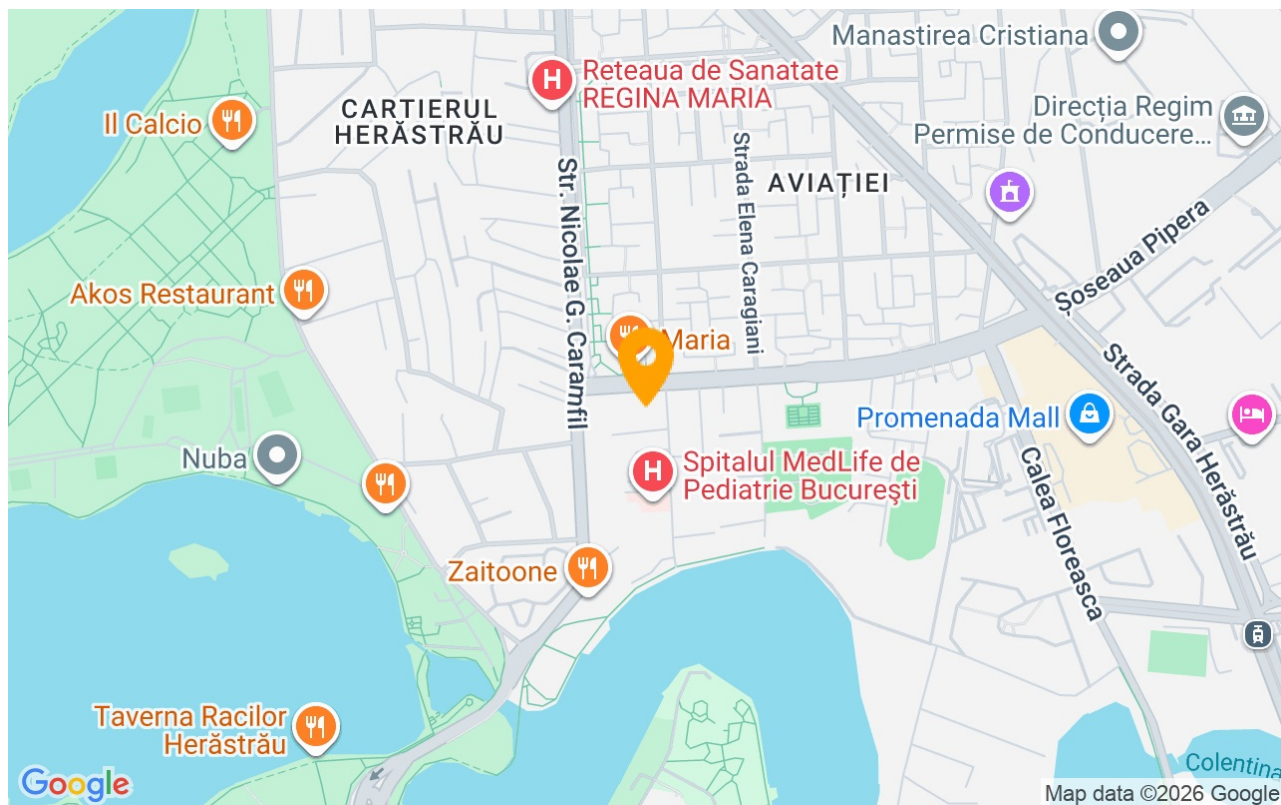 Manastirea Cristiana
Reteaua de Sanatate
REGINA MARIA
CARTIERUL
HERĂSTRĂU
Il Calcio
Direcția Regim
Permise de Conducere...
Strada Elena Caragiani
AVIAȚIEI
Str. Nicolae G. Caramfil
Șoseaua Pipera
Akos Restaurant
Maria
Strada Gara Herăstrău
Promenada Mall
Nuba
Spitalul MedLife de
Pediatrie Bucureşti
Calea Floreasca
Zaitoone
Taverna Racilor
Herăstrău
Colentina
Google
Map data ©2026 Google